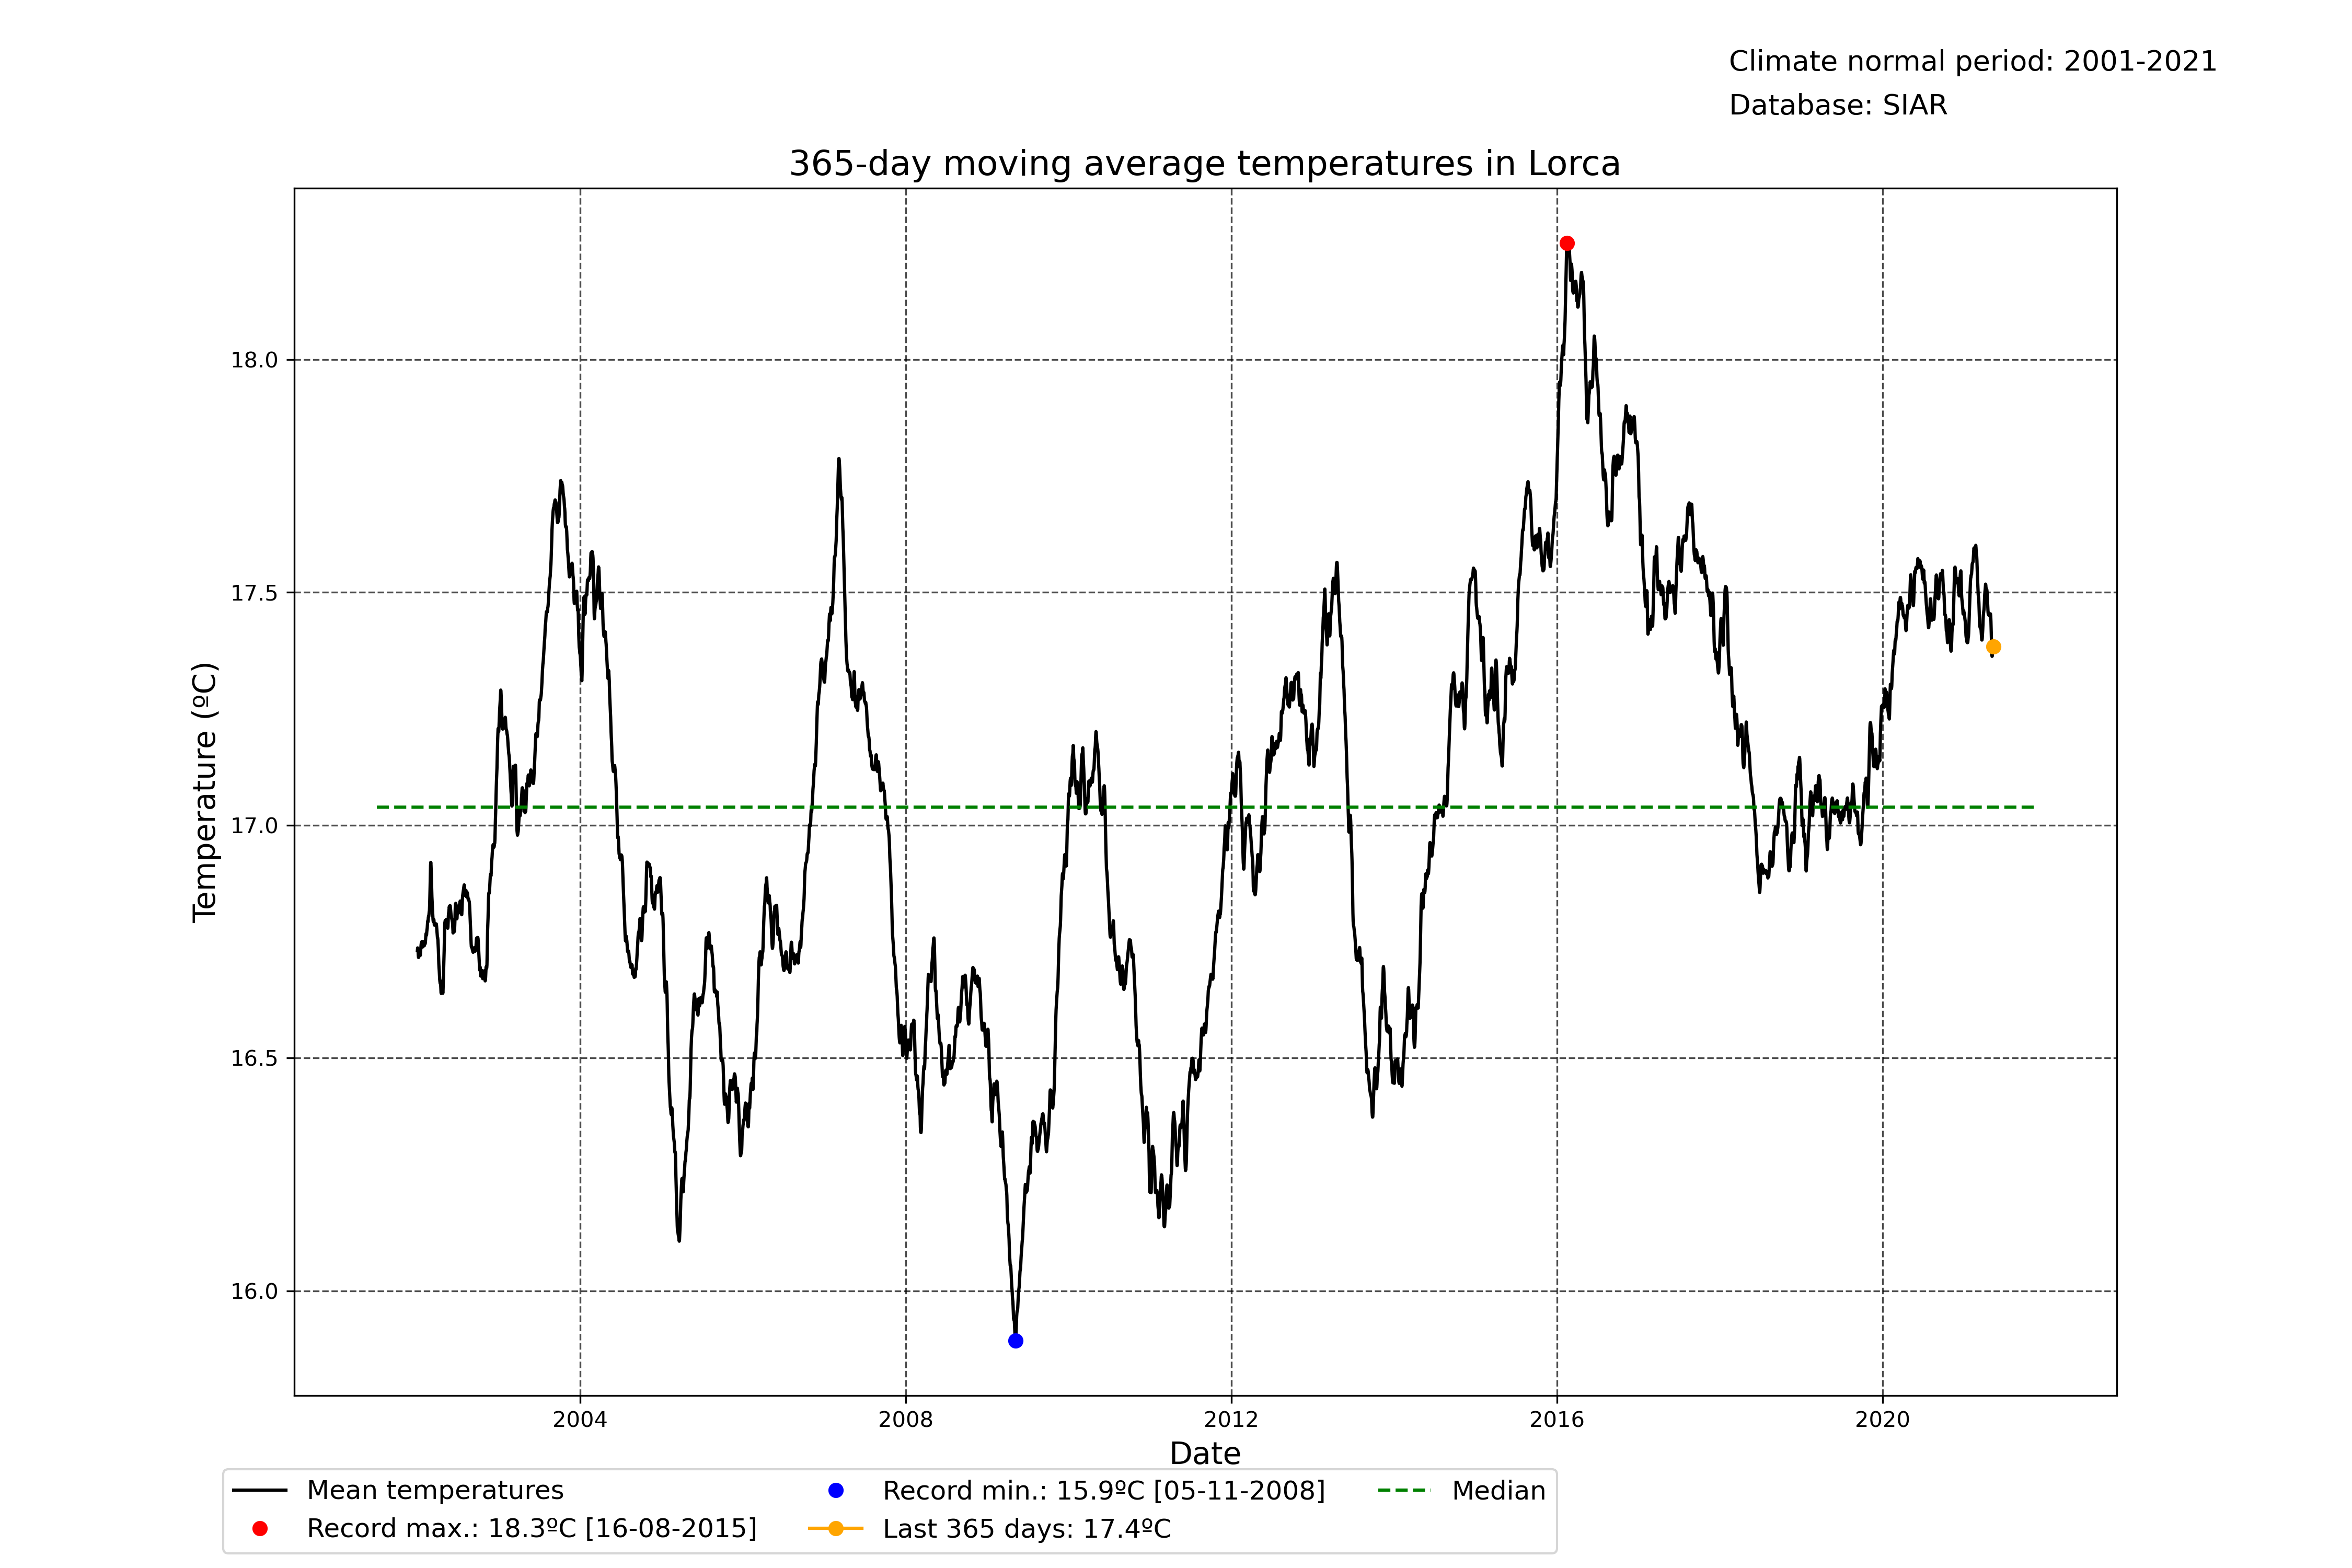 Climate normal period: 2001-2021
Database: SIAR
365-day moving average temperatures in Lorca
Temperature (ºC)
18.0
17.5
17.0
16.5
16.0
2004 2008 2012 2016 2020
Date
Mean temperatures
Record max.: 18.3ºC [16-08-2015]
Record min.: 15.9ºC [05-11-2008]
Last 365 days: 17.4ºC
Median